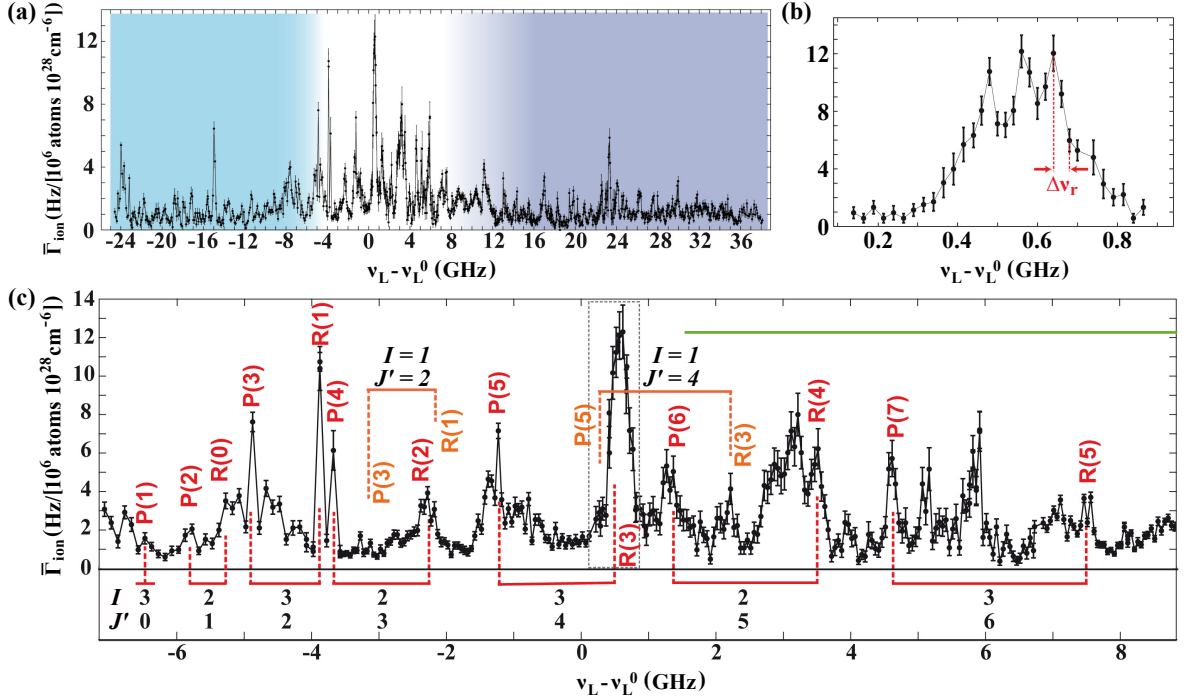 (a)
Γ̅ion (Hz/[10⁶ atoms 10²⁸cm⁻⁶])
12
8
4
0
-24 -20 -16 -12 -8 -4 0 4 8 12 16 20 24 28 32 36
νL - νL⁰ (GHz)
(b)
12
10
8
6
4
2
0
Δνr
0.2 0.4 0.6 0.8
νL - νL⁰ (GHz)
(c)
Γ̅ion (Hz/[10⁶ atoms 10²⁸cm⁻⁶])
14
12
10
8
6
4
2
0
P(1)
P(2)
R(0)
P(3)
R(1)
P(4)
I = 1
J' = 2
P(3)
R(1)
R(2)
P(5)
I = 1
J' = 4
P(5)
R(3)
P(6)
R(3)
R(4)
P(7)
R(5)
I 3 2 3 2 3 2 3
J' 0 1 2 3 4 5 6
-6 -4 -2 0 2 4 6 8
νL - νL⁰ (GHz)